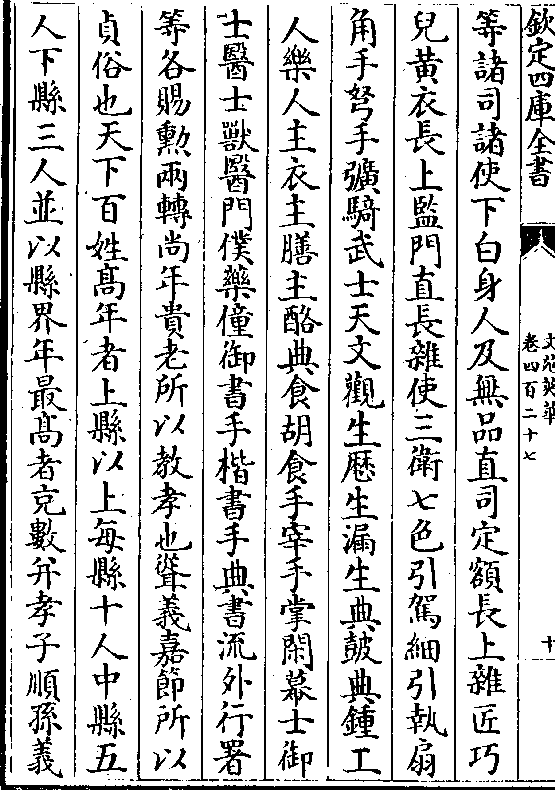 欽定四庫全書
文苑英華
卷四百二十七
十
等諸司諸使下白身人及無品直司定額長上雜匠巧
兒黃衣長上監門直長雜使三衛七色引駕細引執扇
角手弩手彍騎武士天文觀生厯生漏生典鼓典鍾工
人樂人主衣主膳主酪典食胡食手宰手掌閑幕士御
士醫士獸醫門僕藥僮御書手楷書手典書流外行署
等各賜勲兩轉尚年貴老所以教孝也聳義嘉節所以
貞俗也天下百姓髙年者上縣以上每縣十人中縣五
人下縣三人並以縣界年最髙者充數并孝子順孫義